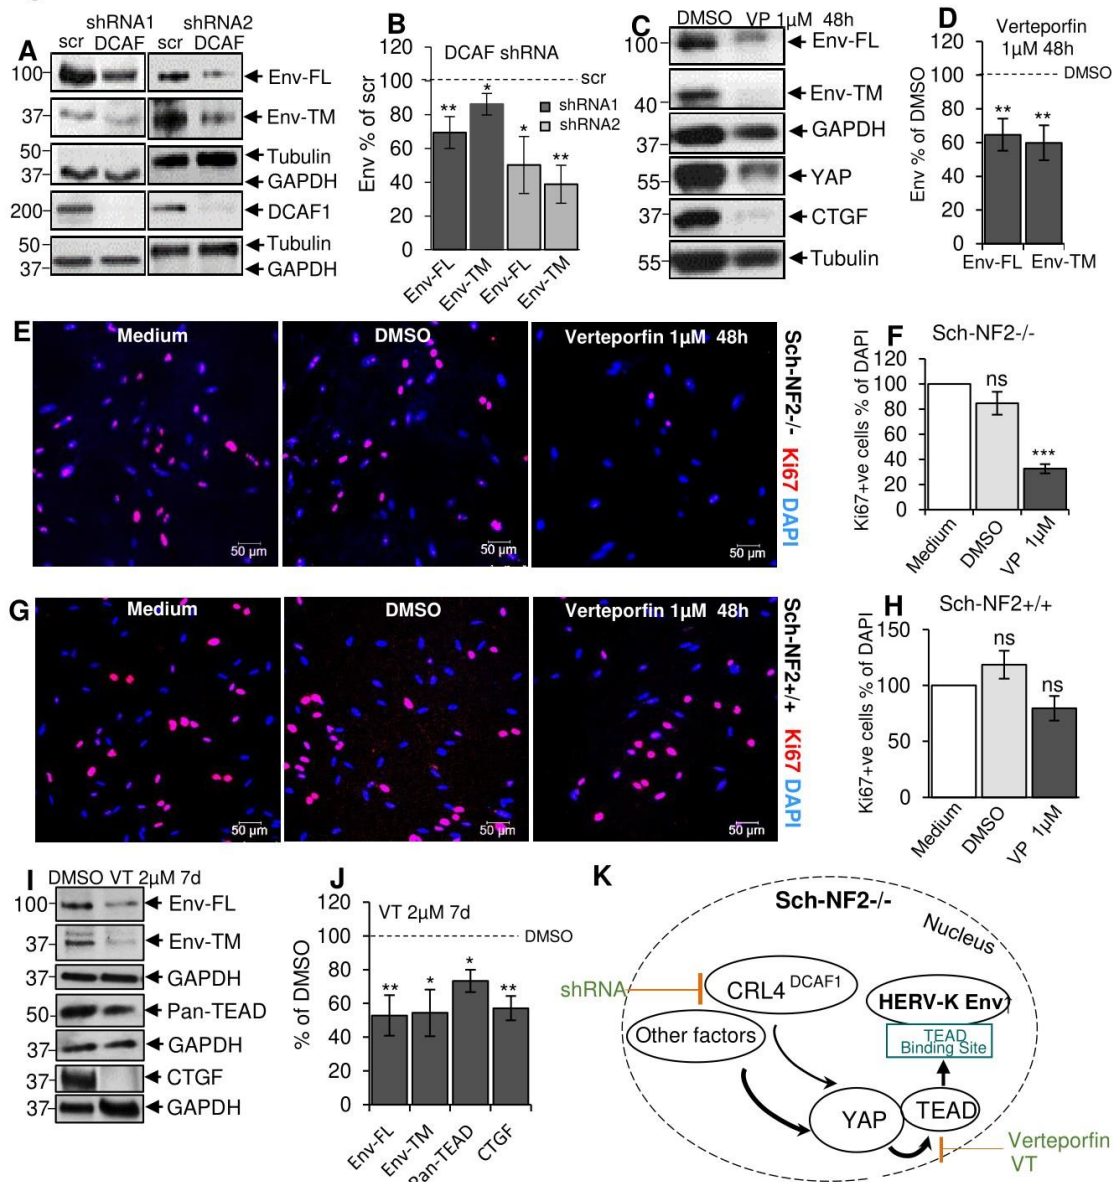 A
shRNA1 shRNA2
scr DCAF scr DCAF
100
Env-FL
37
Env-TM
50
Tubulin
37
GAPDH
200
DCAF1
50
Tubulin
37
GAPDH
B
120
DCAF shRNA
100
scr
80
60
40
20
0
Env % of scr
** * * **
shRNA1
shRNA2
Env-FL
Env-TM
Env-FL
Env-TM
C
DMSO VP 1µM 48h
100
Env-FL
40
Env-TM
37
GAPDH
55
YAP
37
CTGF
55
Tubulin
D
Verteporfin
1µM 48h
120
100
DMSO
80
60
40
20
0
Env % of DMSO
** **
Env-FL Env-TM
E
Medium
DMSO
Verteporfin 1µM 48h
50 µm
50 µm
50 µm
Sch-NF2-/- Ki67 DAPI
F
Sch-NF2-/-
120
100
80
60
40
20
0
Ki67+ve cells % of DAPI
ns
***
Medium
DMSO
VP 1µM
G
Medium
DMSO
Verteporfin 1µM 48h
50 µm
50 µm
50 µm
Sch-NF2+/+ Ki67 DAPI
H
Sch-NF2+/+
150
100
50
0
Ki67+ve cells % of DAPI
ns
ns
Medium
DMSO
VP 1µM
I
DMSO VT 2µM 7d
100
Env-FL
37
Env-TM
37
GAPDH
50
Pan-TEAD
37
GAPDH
37
CTGF
37
GAPDH
J
120
VT 2µM 7d
100
DMSO
80
60
40
20
0
% of DMSO
** * * **
Env-FL
Env-TM
Pan-TEAD
CTGF
K
Sch-NF2-/-
Nucleus
shRNA
CRL4 DCAF1
HERV-K Env↑
Other factors
TEAD
Binding Site
YAP
TEAD
Verteporfin
VT